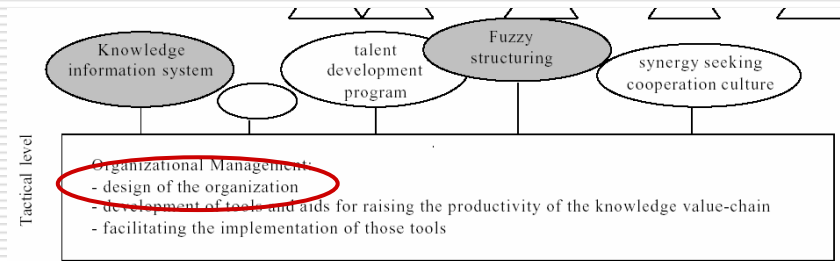 Knowledge
information system
talent
development
program
Fuzzy
structuring
synergy seeking
cooperation culture
Tactical level
Organizational Management:
- design of the organization
- development of tools and aids for raising the productivity of the knowledge value-chain
- facilitating the implementation of those tools